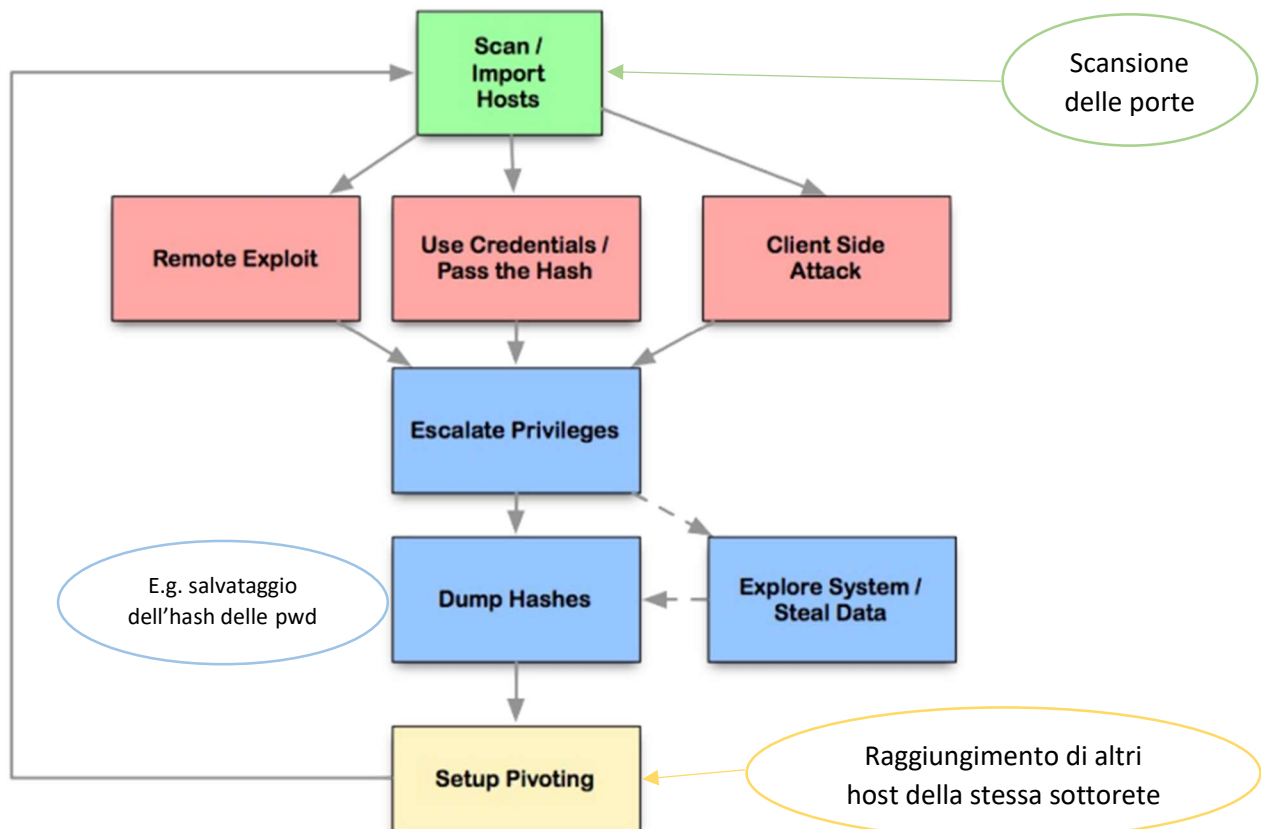 Scan /
Import
Hosts
Scansione
delle porte
Remote Exploit
Use Credentials /
Pass the Hash
Client Side
Attack
Escalate Privileges
E.g. salvataggio
dell’hash delle pwd
Dump Hashes
Explore System /
Steal Data
Setup Pivoting
Raggiungimento di altri
host della stessa sottorete